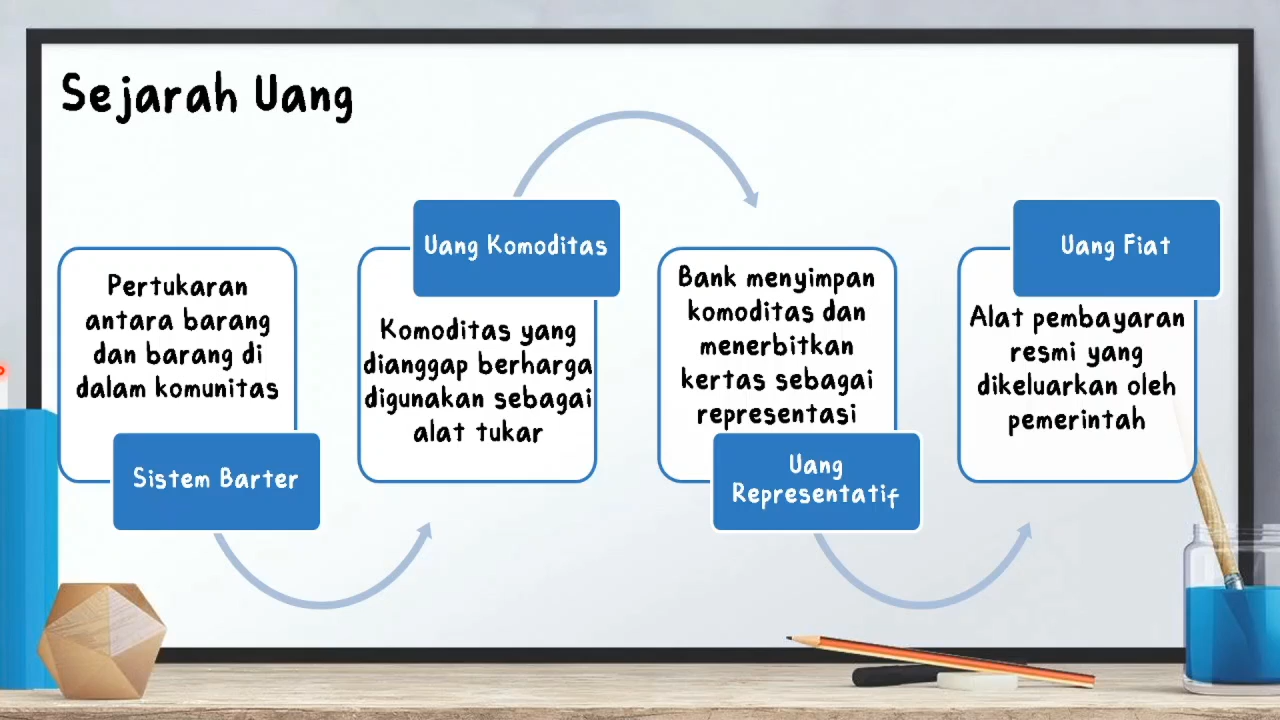 Sejarah Uang
Pertukaran
antara barang
dan barang di
dalam komunitas
Sistem Barter
Uang Komoditas
Komoditas yang
dianggap berharga
digunakan sebagai
alat tukar
Bank menyimpan
komoditas dan
menerbitkan
kertas sebagai
representasi
Uang
Representatif
Uang Fiat
Alat pembayaran
resmi yang
dikeluarkan oleh
pemerintah